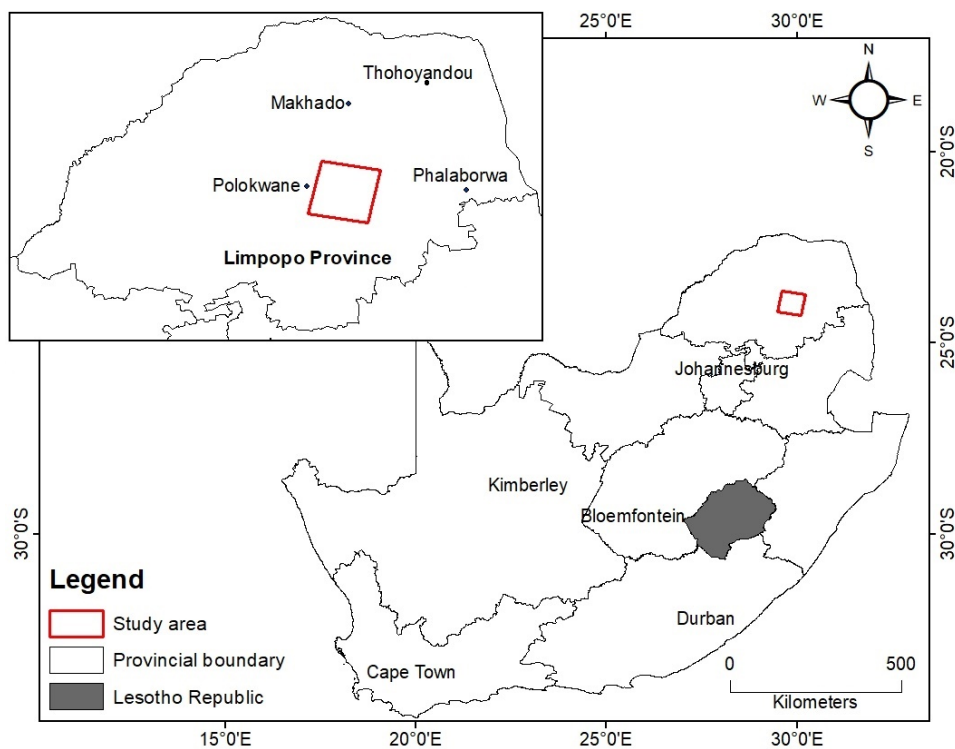 25°0'E 30°0'E
Thohoyandou
Makhado
Polokwane
Phalaborwa
Limpopo Province
N
W E
S
20°0'S
25°0'S
Johannesburg
Kimberley
Bloemfontein
30°0'S
30°0'S
Durban
Cape Town
Legend
Study area
Provincial boundary
Lesotho Republic
0 500
Kilometers
15°0'E 20°0'E 25°0'E 30°0'E